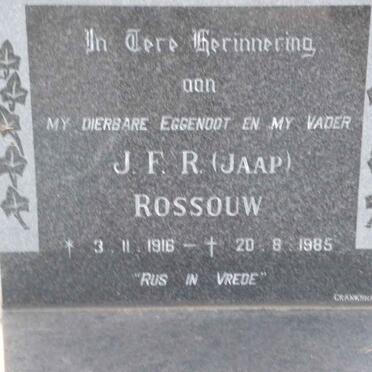 In Tere Herinnering
aan
MY DIERBARE EGGENOOT EN MY VADER
J. F. R. (JAAP)
ROSSOUW
* 3.11.1916 – † 20.8.1985
"RUS IN VREDE"